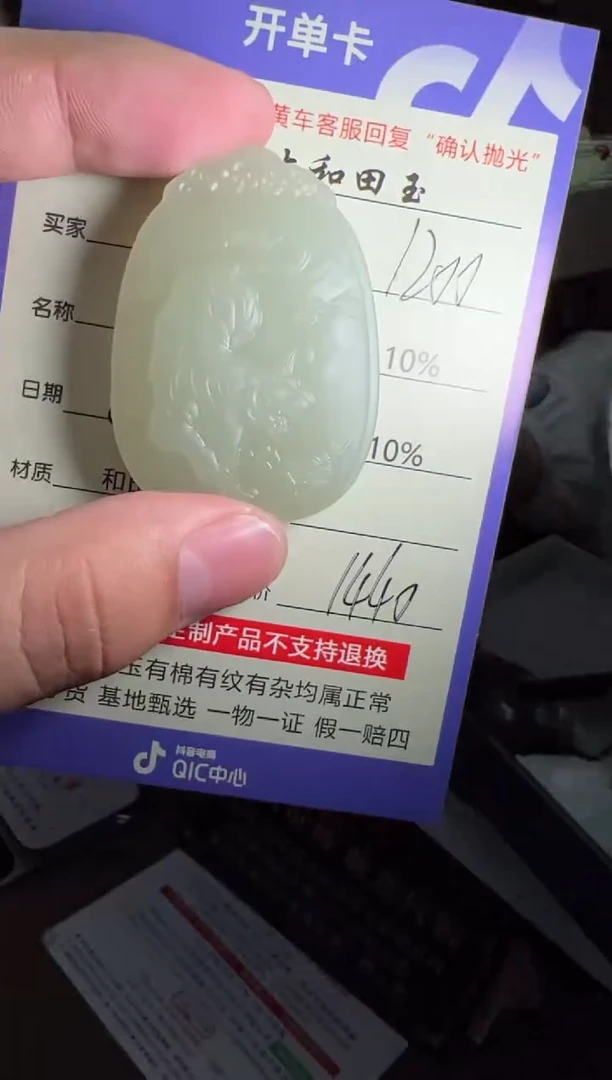 开单卡
黄车客服回复“确认抛光”
和田玉
买家
1200
名称
10%
日期
10%
材质 和田
价 1440
定制产品不支持退换
玉有棉有纹有杂均属正常
货 基地甄选 一物一证 假一赔四
抖音电商
QIC中心